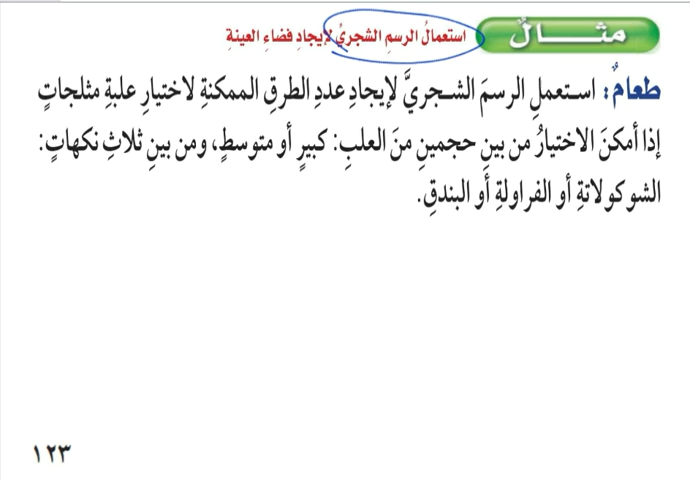 مثـــالٌ استعمالُ الرسمِ الشجريِّ لإيجادِ فضاءِ العينةِ
طعامٌ: استعملِ الرسمَ الشجريَّ لإيجادِ عددِ الطرقِ الممكنةِ لاختيارِ علبةِ مثلجاتٍ
إذا أمكنَ الاختيارُ من بينِ حجمينِ منَ العلبِ: كبيرٍ أو متوسطٍ، ومن بينِ ثلاثِ نكهاتٍ:
الشوكولاتةِ أو الفراولةِ أو البندقِ.
١٢٣